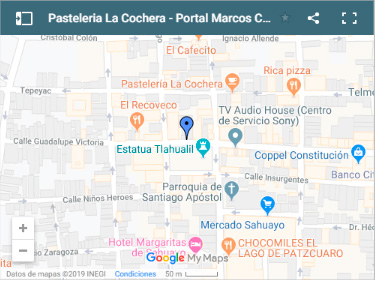 Pasteleria La Cochera - Portal Marcos C...
Cristóbal Colón
Ignacio Allende
El Cafecito
Rica pizza
Pasteleria La Cochera
Tepeyac
Telme
El Recoveco
TV Audio House (Centro
de Servicio Sony)
Calle Guadalupe Victoria
Estatua Tlahualil
Coppel Constitución
Banco Ci
Calle Insurgentes
Parroquia de
Santiago Apóstol
Calle Niños Heroes
Mercado Sahuayo
Hotel Margaritas
de Sahuayo
CHOCOMILES EL
LAGO DE PATZCUARO
Zaragoza
Google My Maps
Datos de mapas ©2019 INEGI
Condiciones
50 m